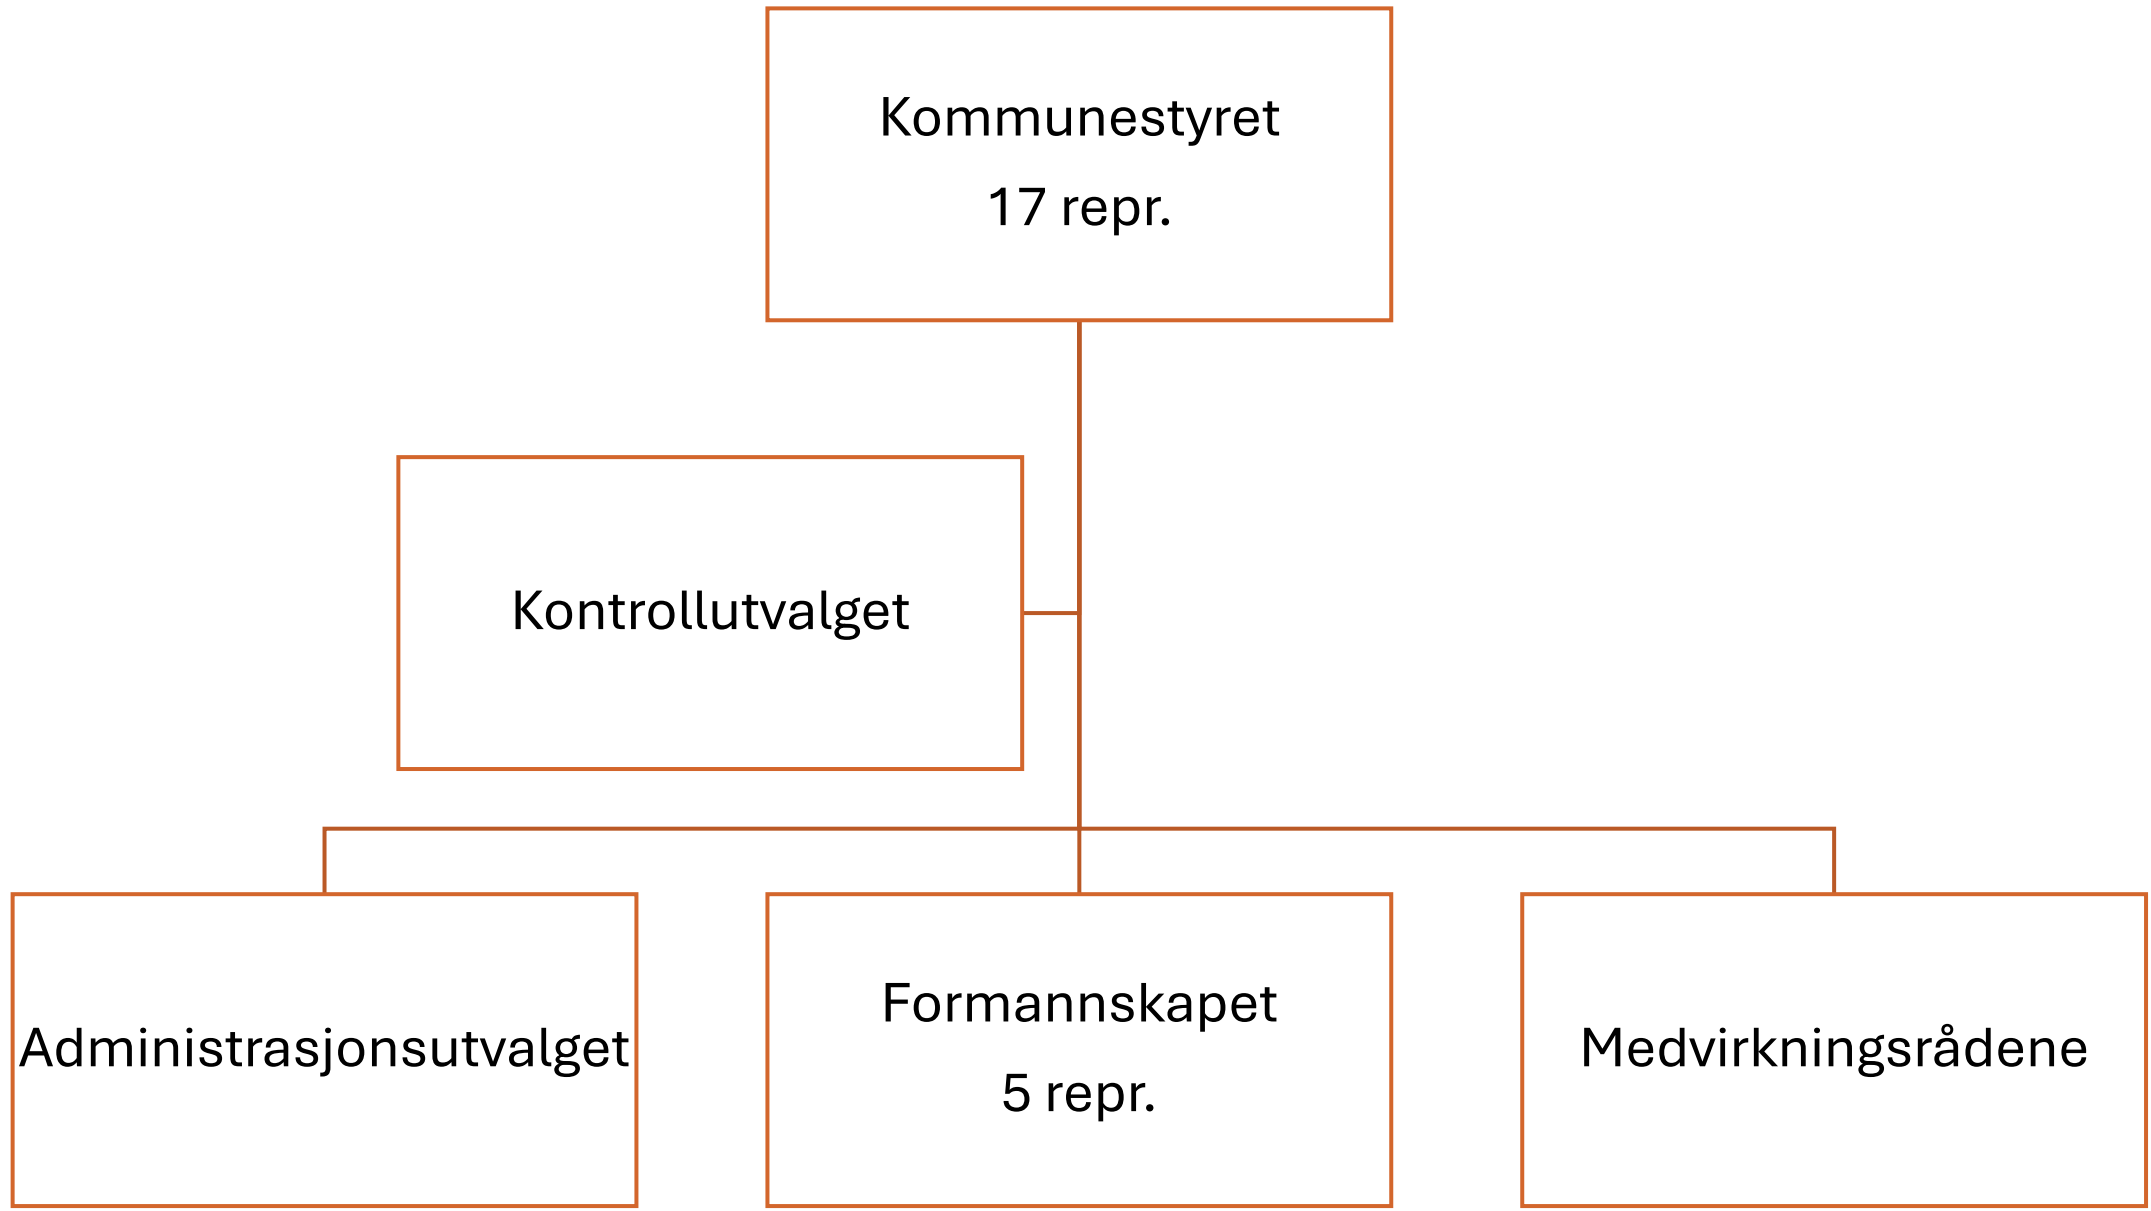 Kommunestyret
17 repr.
Kontrollutvalget
Administrasjonsutvalget
Formannskapet
5 repr.
Medvirkningsrådene